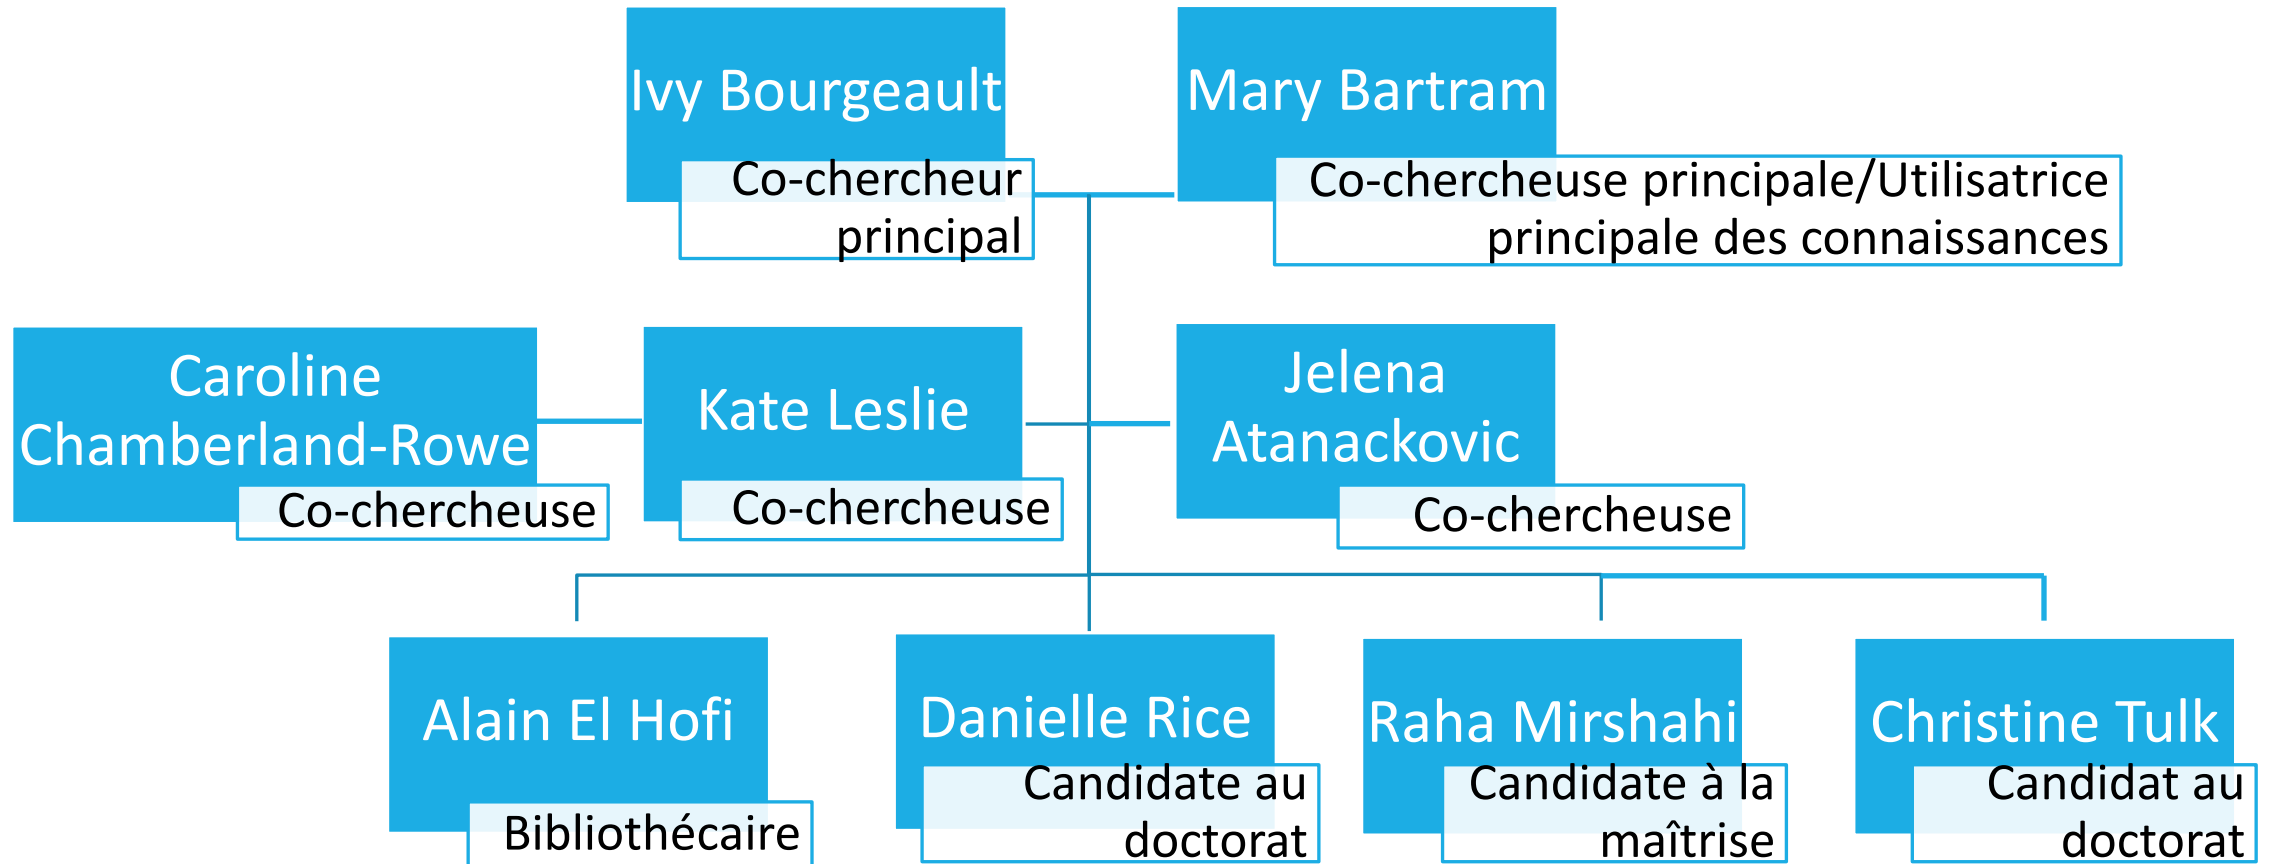 Ivy Bourgeault
Co-chercheur
principal
Mary Bartram
Co-chercheuse principale/Utilisatrice
principale des connaissances
Caroline
Chamberland-Rowe
Co-chercheuse
Kate Leslie
Co-chercheuse
Jelena
Atanackovic
Co-chercheuse
Alain El Hofi
Bibliothécaire
Danielle Rice
Candidate au
doctorat
Raha Mirshahi
Candidate à la
maîtrise
Christine Tulk
Candidat au
doctorat